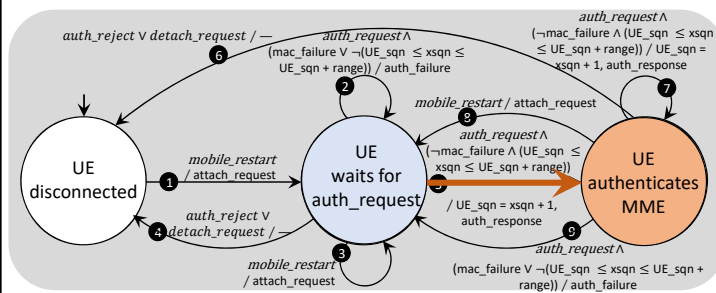 auth_reject ∨ detach_request / —
6
auth_request ∧
(mac_failure ∨ ¬(UE_sqn ≤ xsqn ≤
UE_sqn + range)) / auth_failure
2
auth_request ∧
(¬mac_failure ∧ (UE_sqn ≤ xsqn
≤ UE_sqn + range)) / UE_sqn =
xsqn + 1, auth_response
7
mobile_restart / attach_request
8
UE
disconnected
mobile_restart
1 / attach_request
UE
waits for
auth_request
auth_request ∧
(¬mac_failure ∧ (UE_sqn ≤
xsqn ≤ UE_sqn + range))
/ UE_sqn = xsqn + 1,
auth_response
UE
authenticates
MME
auth_reject ∨
4 detach_request / —
3
mobile_restart
/ attach_request
9
auth_request ∧
(mac_failure ∨ ¬(UE_sqn ≤ xsqn ≤ UE_sqn +
range)) / auth_failure